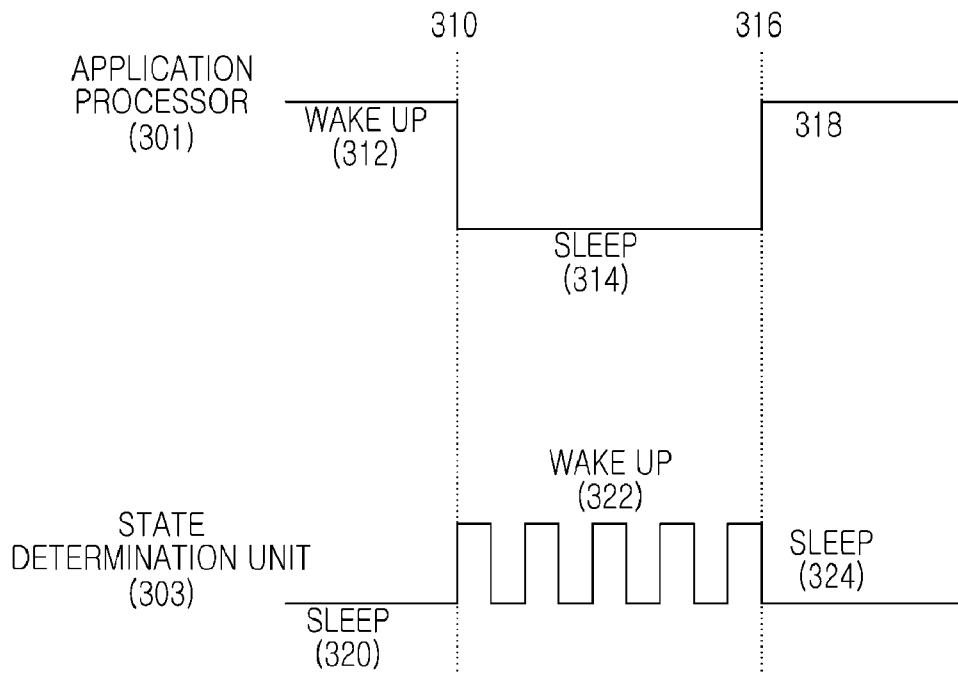 310
316
APPLICATION
PROCESSOR
(301)
WAKE UP
(312)
318
SLEEP
(314)
WAKE UP
(322)
STATE
DETERMINATION UNIT
(303)
SLEEP
(324)
SLEEP
(320)